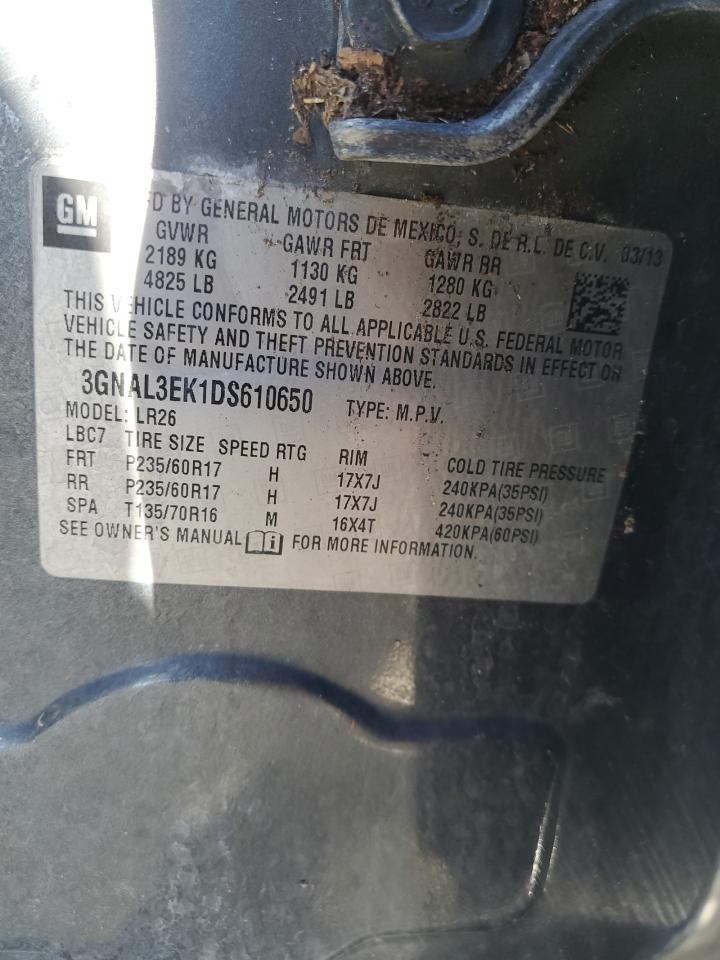 GM
MFD BY GENERAL MOTORS DE MEXICO, S. DE R.L. DE C.V. 03/13
GVWR GAWR FRT GAWR RR
2189 KG 1130 KG 1280 KG
4825 LB 2491 LB 2822 LB
THIS VEHICLE CONFORMS TO ALL APPLICABLE U.S. FEDERAL MOTOR
VEHICLE SAFETY AND THEFT PREVENTION STANDARDS IN EFFECT ON
THE DATE OF MANUFACTURE SHOWN ABOVE.
3GNAL3EK1DS610650 TYPE: M.P.V.
MODEL: LR26
LBC7 TIRE SIZE SPEED RTG RIM COLD TIRE PRESSURE
FRT P235/60R17 H 17X7J 240KPA(35PSI)
RR P235/60R17 H 17X7J 240KPA(35PSI)
SPA T135/70R16 M 16X4T 420KPA(60PSI)
SEE OWNER'S MANUAL FOR MORE INFORMATION.